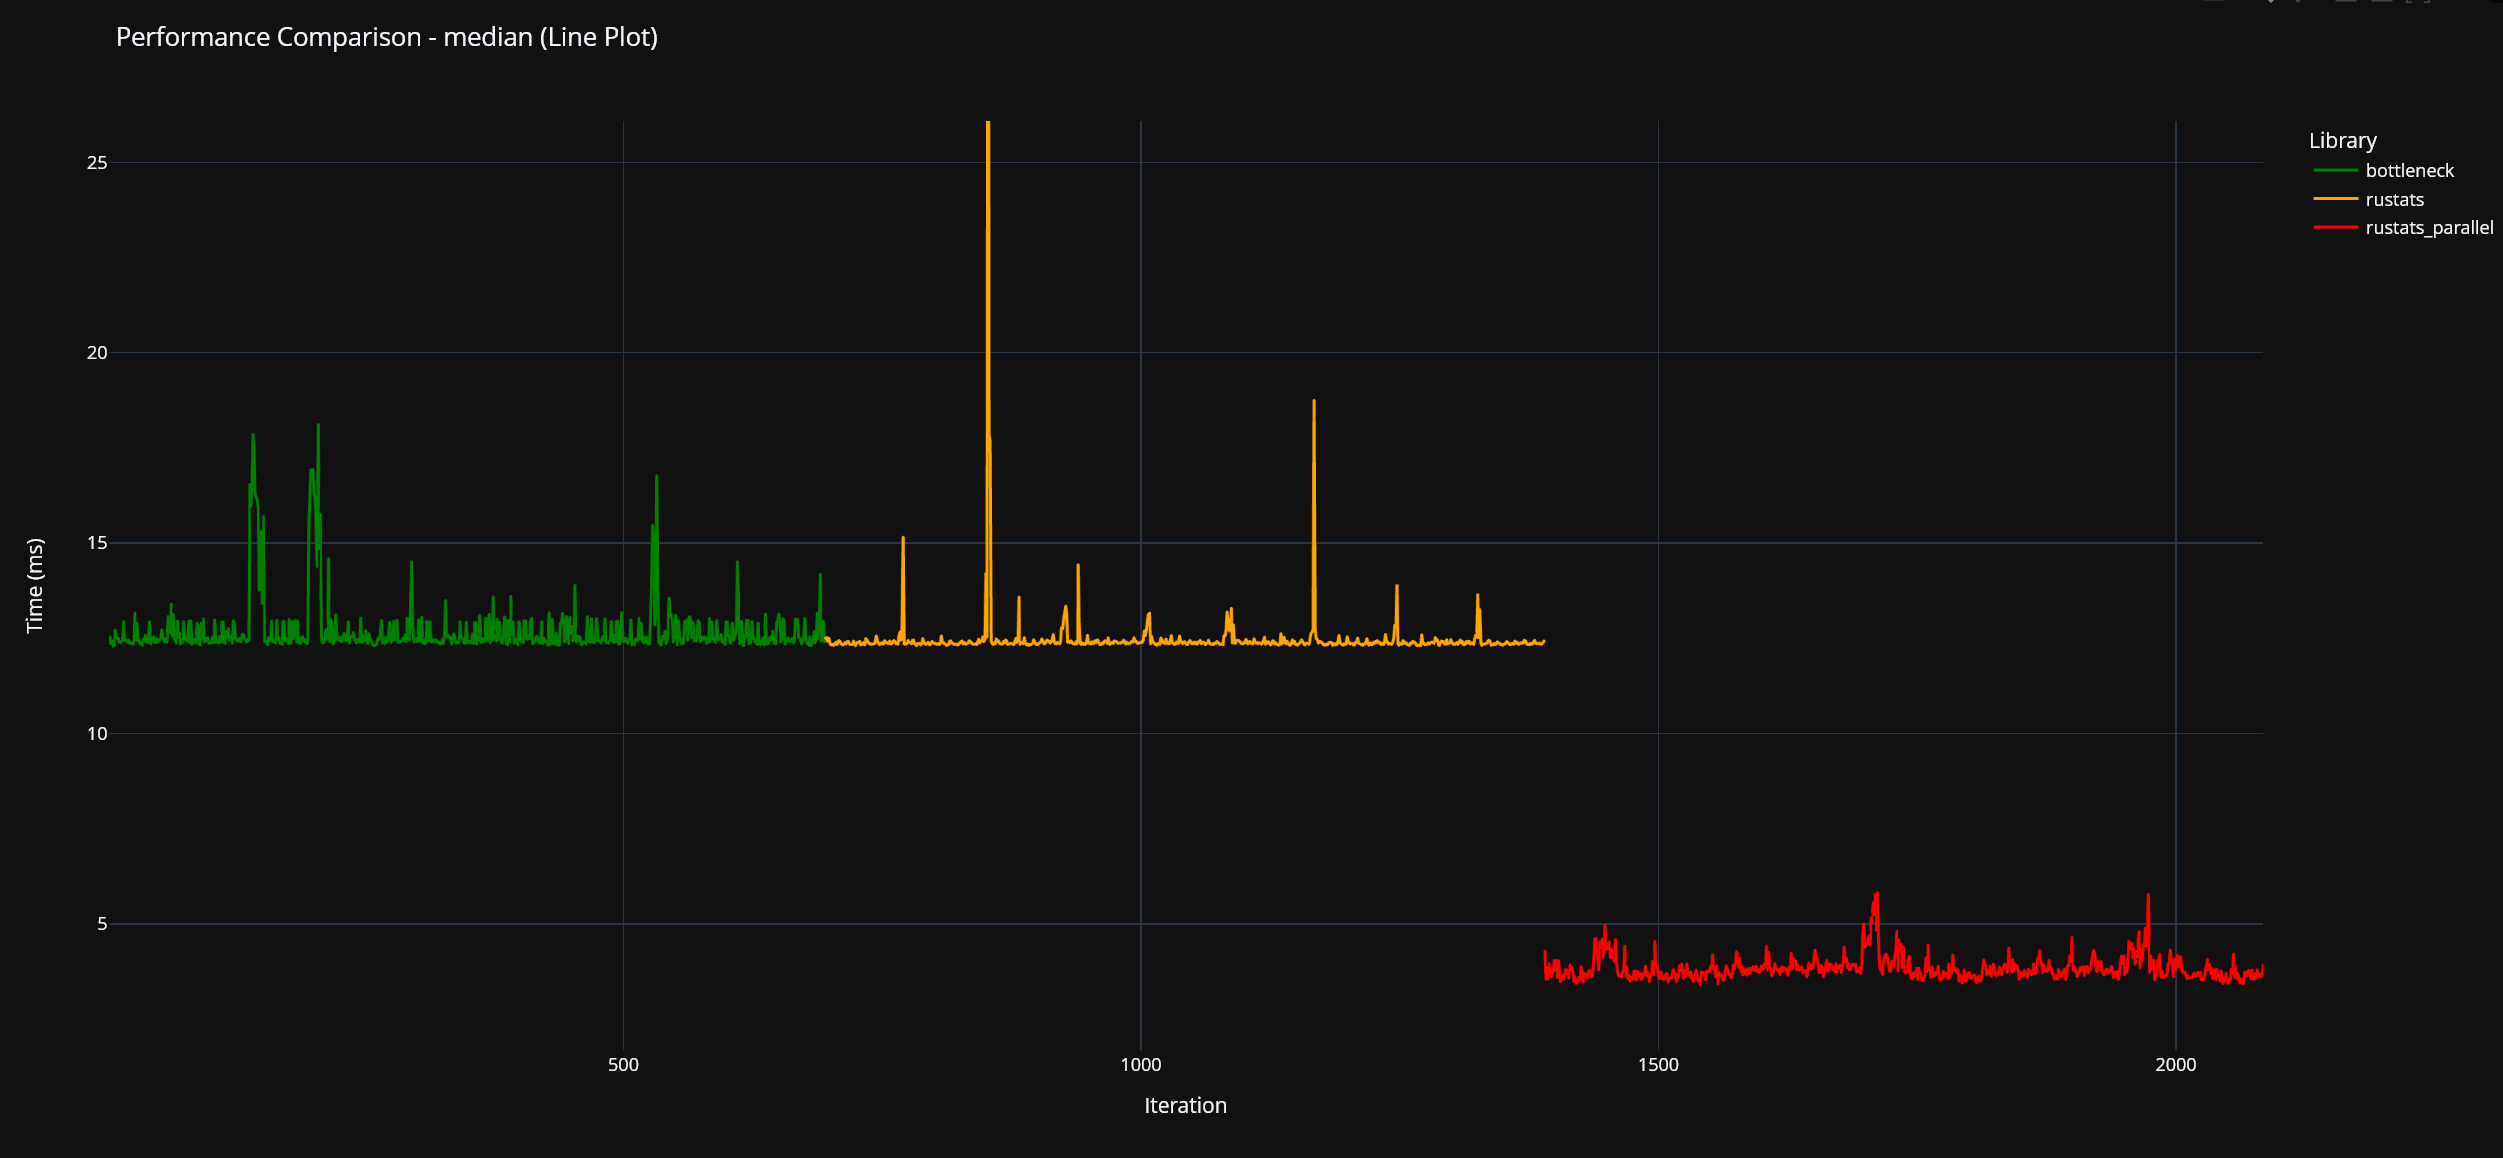 Performance Comparison - median (Line Plot)
Library
bottleneck
rustats
rustats_parallel
25
20
15
10
5
Time (ms)
500
1000
1500
2000
Iteration